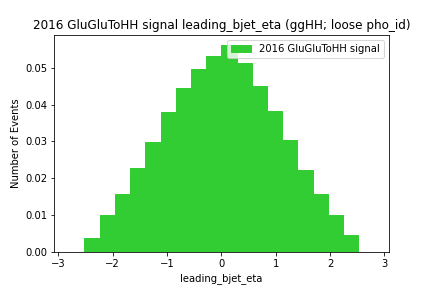 2016 GluGluToHH signal leading_bjet_eta (ggHH; loose pho_id)
2016 GluGluToHH signal
Number of Events
0.05
0.04
0.03
0.02
0.01
0.00
−3 −2 −1 0 1 2 3
leading_bjet_eta